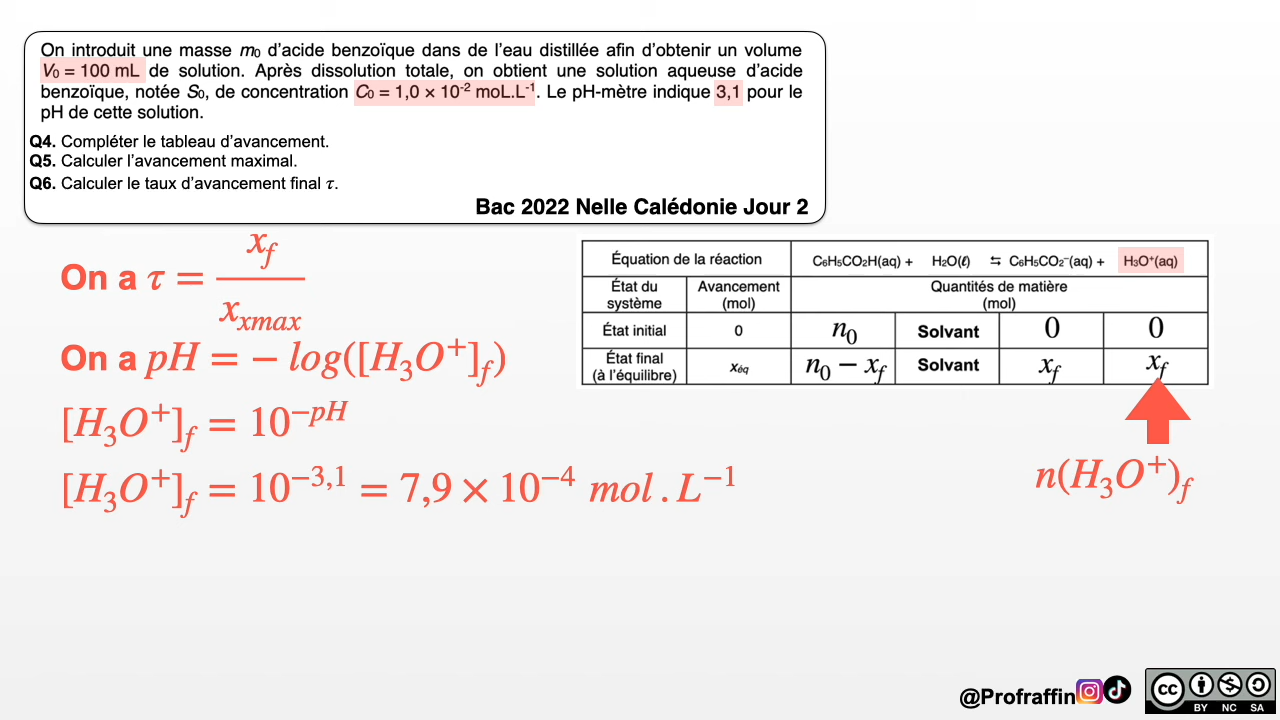 On introduit une masse m₀ d'acide benzoïque dans de l'eau distillée afin d'obtenir un volume
V₀ = 100 mL de solution. Après dissolution totale, on obtient une solution aqueuse d'acide
benzoïque, notée S₀, de concentration C₀ = 1,0 × 10⁻² moL.L⁻¹. Le pH-mètre indique 3,1 pour le
pH de cette solution.
Q4. Compléter le tableau d'avancement.
Q5. Calculer l'avancement maximal.
Q6. Calculer le taux d'avancement final τ.
Bac 2022 Nelle Calédonie Jour 2
On a τ = x_f / x_xmax
On a pH = − log([H₃O⁺]_f)
[H₃O⁺]_f = 10^−pH
[H₃O⁺]_f = 10^−3,1 = 7,9 × 10⁻⁴ mol . L⁻¹
Équation de la réaction C₆H₅CO₂H(aq) + H₂O(ℓ) ⇆ C₆H₅CO₂⁻(aq) + H₃O⁺(aq)
État du système Avancement (mol) Quantités de matière (mol)
État initial 0 n₀ Solvant 0 0
État final (à l'équilibre) x_éq n₀ − x_f Solvant x_f x_f
n(H₃O⁺)_f
@Profraffin
cc
BY NC SA